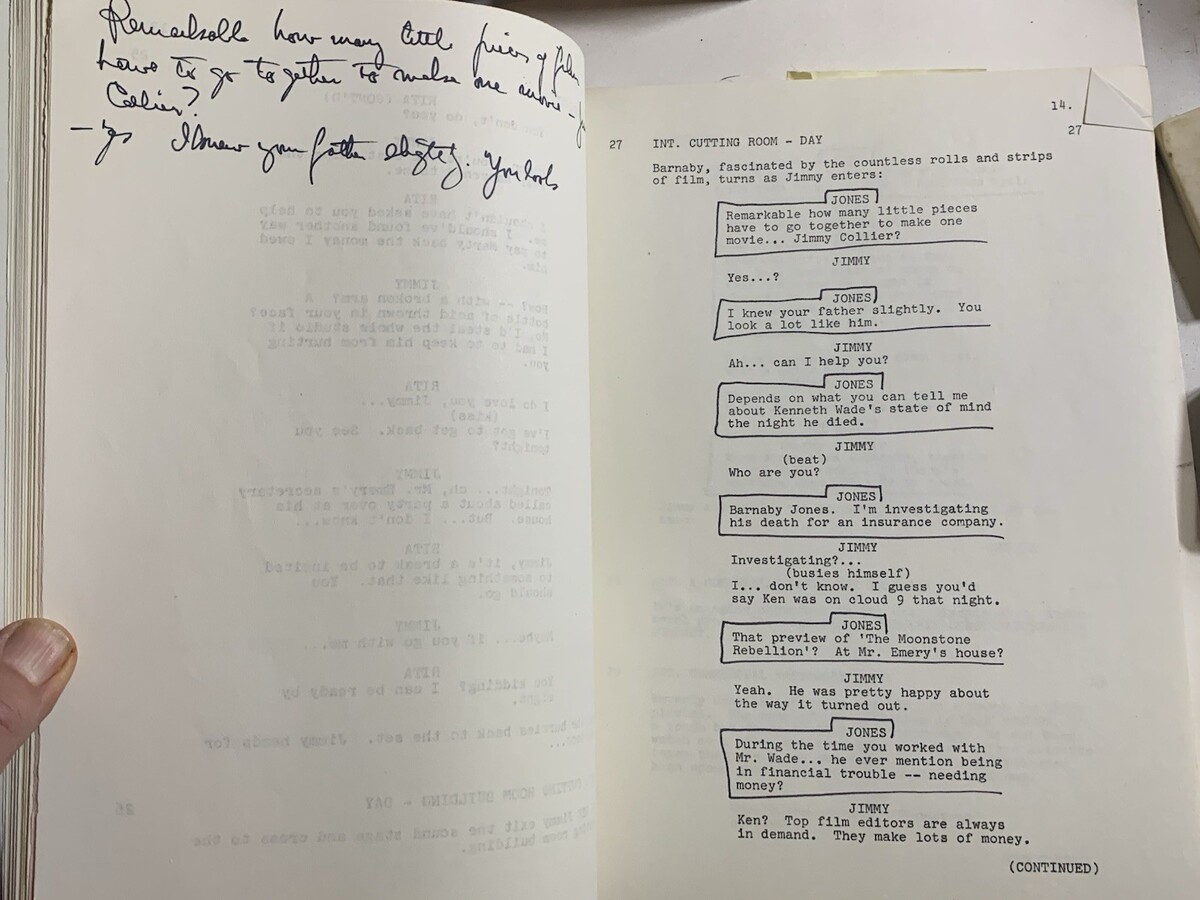 Remarkable how many little pieces of film
have to go together to make one movie -
Collier?
- yes I knew your father slightly. You look
14.
27 INT. CUTTING ROOM - DAY 27
Barnaby, fascinated by the countless rolls and strips
of film, turns as Jimmy enters:
JONES
Remarkable how many little pieces
have to go together to make one
movie... Jimmy Collier?
JIMMY
Yes...?
JONES
I knew your father slightly. You
look a lot like him.
JIMMY
Ah... can I help you?
JONES
Depends on what you can tell me
about Kenneth Wade's state of mind
the night he died.
JIMMY
(beat)
Who are you?
JONES
Barnaby Jones. I'm investigating
his death for an insurance company.
JIMMY
Investigating?...
(busies himself)
I... don't know. I guess you'd
say Ken was on cloud 9 that night.
JONES
That preview of 'The Moonstone
Rebellion'? At Mr. Emery's house?
JIMMY
Yeah. He was pretty happy about
the way it turned out.
JONES
During the time you worked with
Mr. Wade... he ever mention being
in financial trouble -- needing
money?
JIMMY
Ken? Top film editors are always
in demand. They make lots of money.
(CONTINUED)